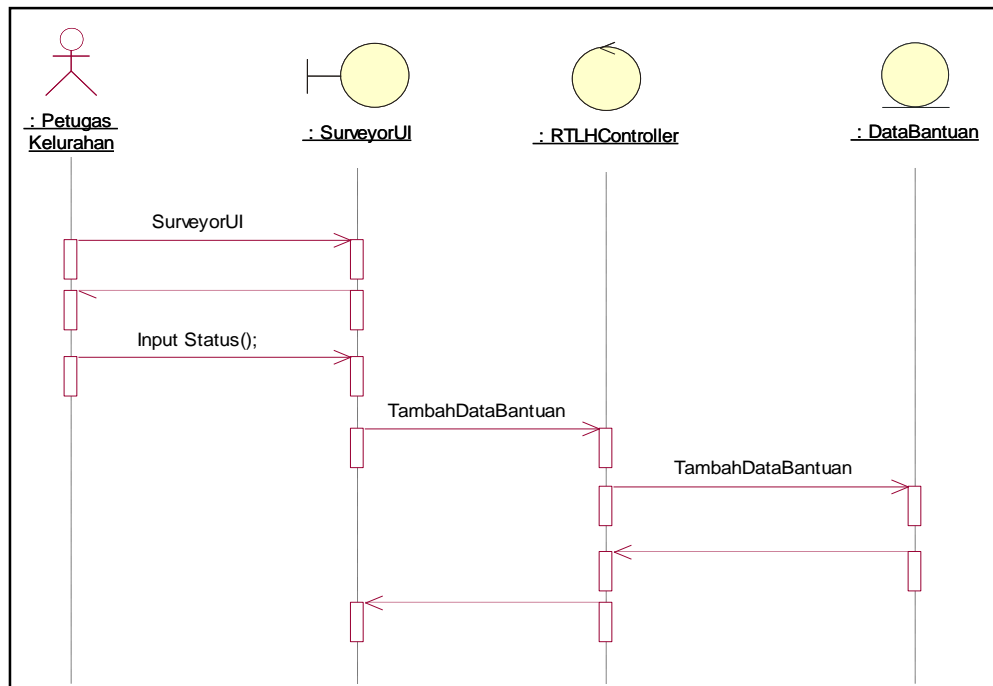 : Petugas
Kelurahan
: SurveyorUI
: RTLHController
: DataBantuan
SurveyorUI
Input Status();
TambahDataBantuan
TambahDataBantuan